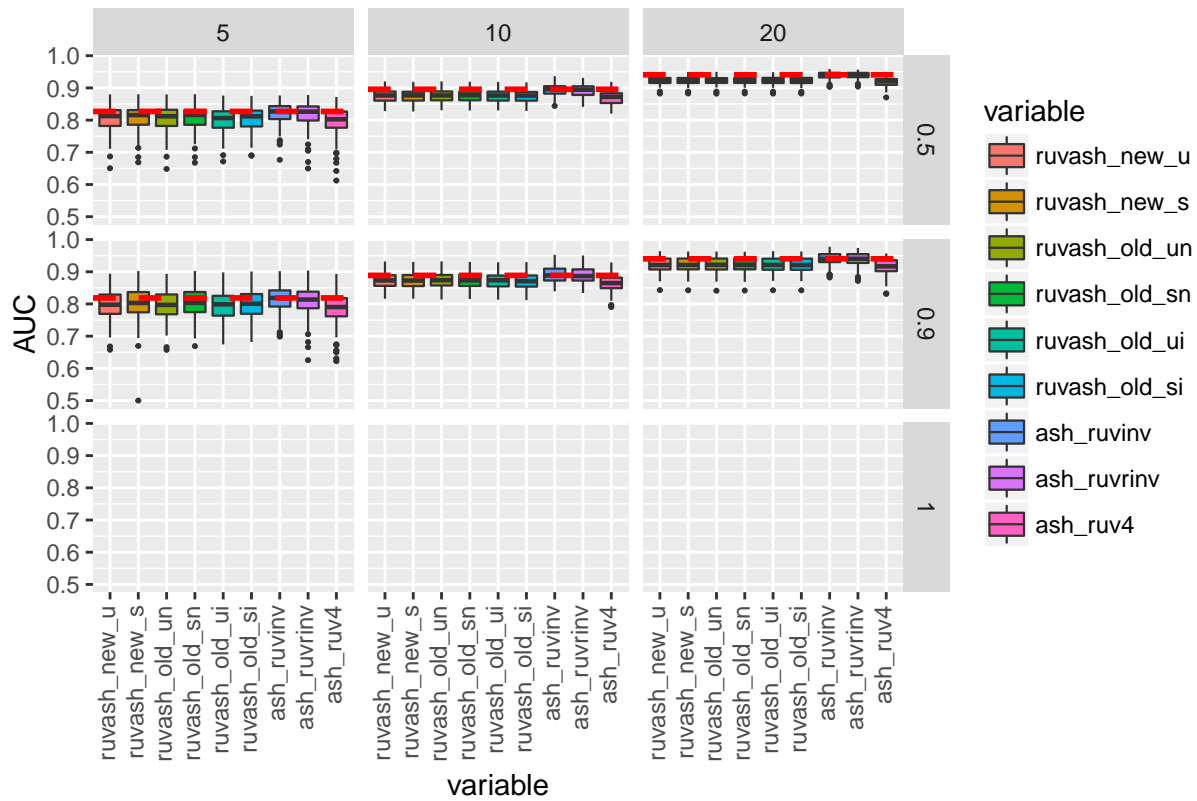 5
10
20
1.0
0.9
0.8
0.7
0.6
0.5
0.5
1.0
0.9
0.8
0.7
0.6
0.5
0.9
1.0
0.9
0.8
0.7
0.6
0.5
1
AUC
ruvash_new_u
ruvash_new_s
ruvash_old_un
ruvash_old_sn
ruvash_old_ui
ruvash_old_si
ash_ruvinv
ash_ruvrinv
ash_ruv4
ruvash_new_u
ruvash_new_s
ruvash_old_un
ruvash_old_sn
ruvash_old_ui
ruvash_old_si
ash_ruvinv
ash_ruvrinv
ash_ruv4
ruvash_new_u
ruvash_new_s
ruvash_old_un
ruvash_old_sn
ruvash_old_ui
ruvash_old_si
ash_ruvinv
ash_ruvrinv
ash_ruv4
variable
variable
ruvash_new_u
ruvash_new_s
ruvash_old_un
ruvash_old_sn
ruvash_old_ui
ruvash_old_si
ash_ruvinv
ash_ruvrinv
ash_ruv4